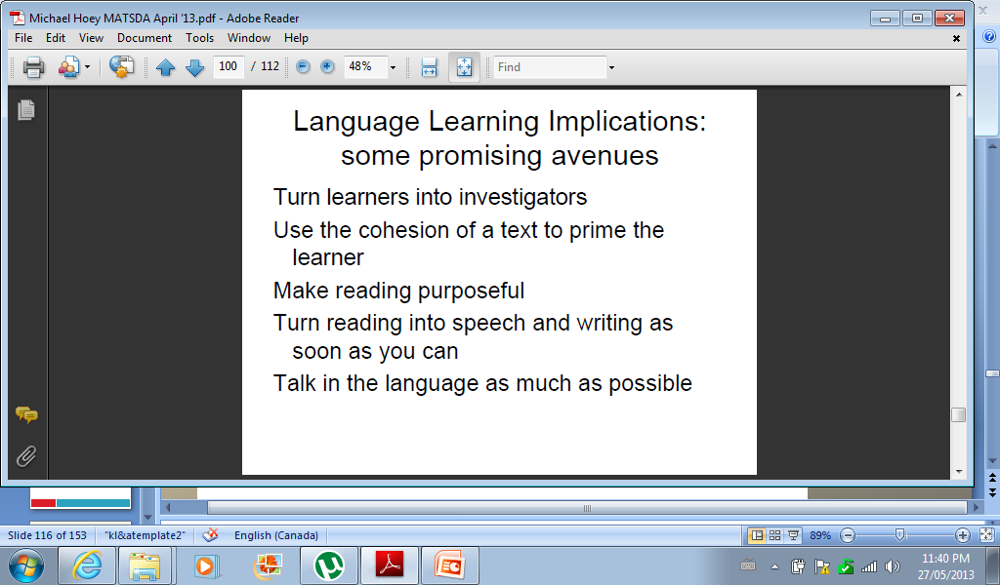 Michael Hoey MATSDA April '13.pdf - Adobe Reader
File Edit View Document Tools Window Help
100 / 112 48% Find
Language Learning Implications:
some promising avenues
Turn learners into investigators
Use the cohesion of a text to prime the
learner
Make reading purposeful
Turn reading into speech and writing as
soon as you can
Talk in the language as much as possible
Slide 116 of 153 "kl&atemplate2" English (Canada) 89%
11:40 PM
27/05/2013